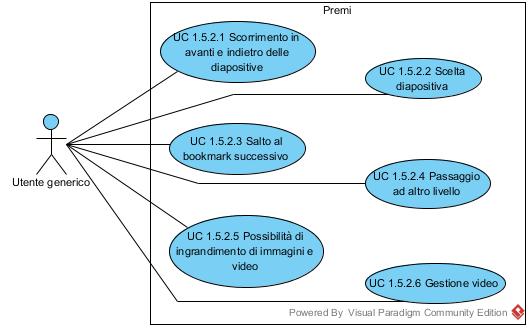 Premi
UC 1.5.2.1 Scorrimento in
avanti e indietro delle
diapositive
UC 1.5.2.2 Scelta
diapositiva
UC 1.5.2.3 Salto al
bookmark successivo
Utente generico
UC 1.5.2.4 Passaggio
ad altro livello
UC 1.5.2.5 Possibilità di
ingrandimento di immagini e
video
UC 1.5.2.6 Gestione video
Powered By Visual Paradigm Community Edition